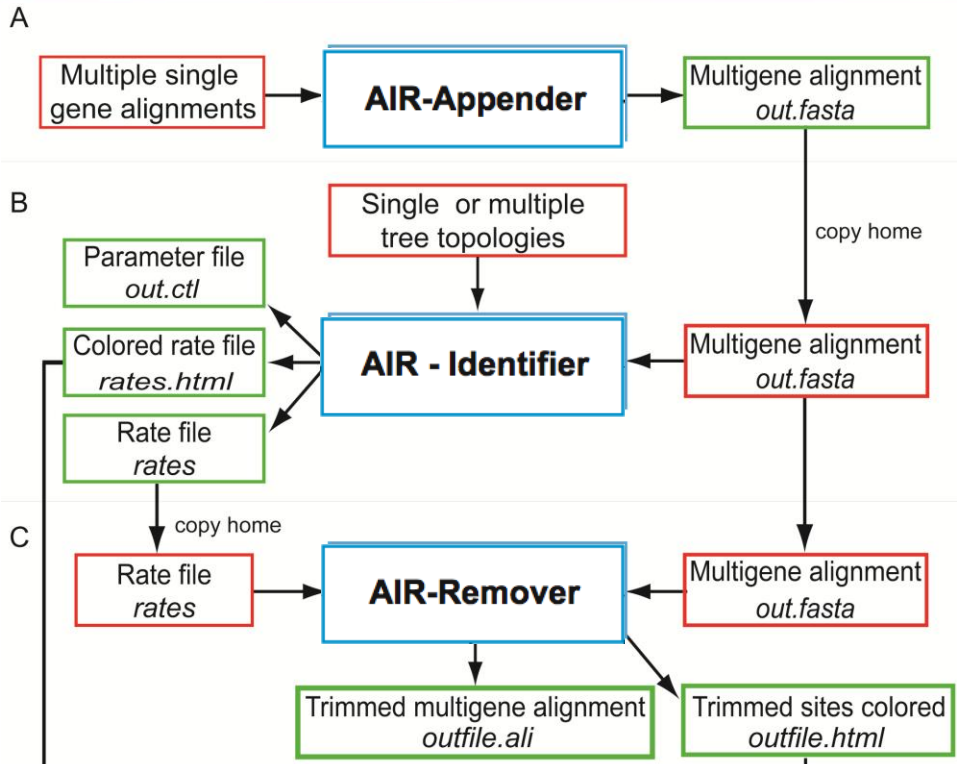 A
Multiple single
gene alignments
AIR-Appender
Multigene alignment
out.fasta
B
Single or multiple
tree topologies
copy home
Parameter file
out.ctl
Colored rate file
rates.html
AIR - Identifier
Multigene alignment
out.fasta
Rate file
rates
copy home
C
Rate file
rates
AIR-Remover
Multigene alignment
out.fasta
Trimmed multigene alignment
outfile.ali
Trimmed sites colored
outfile.html